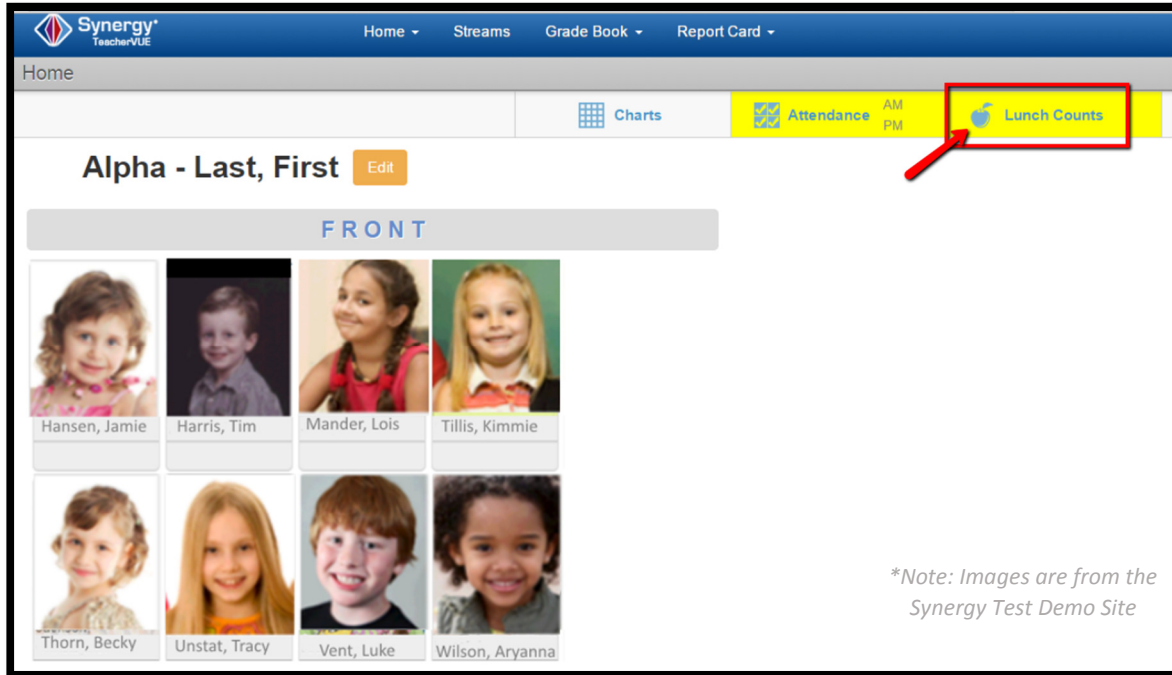 Synergy
TeacherVUE
Home Streams Grade Book Report Card
Home
Charts Attendance AM PM Lunch Counts
Alpha - Last, First Edit
FRONT
Hansen, Jamie Harris, Tim Mander, Lois Tillis, Kimmie
Thorn, Becky Unstat, Tracy Vent, Luke Wilson, Aryanna
*Note: Images are from the
Synergy Test Demo Site